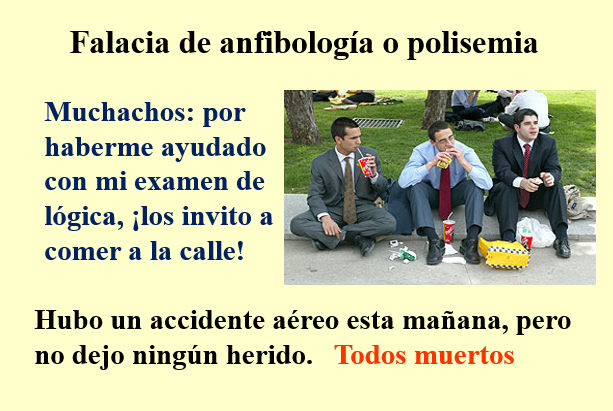 Falacia de anfibología o polisemia
Muchachos: por
haberme ayudado
con mi examen de
lógica, ¡los invito a
comer a la calle!
Hubo un accidente aéreo esta mañana, pero
no dejo ningún herido. Todos muertos